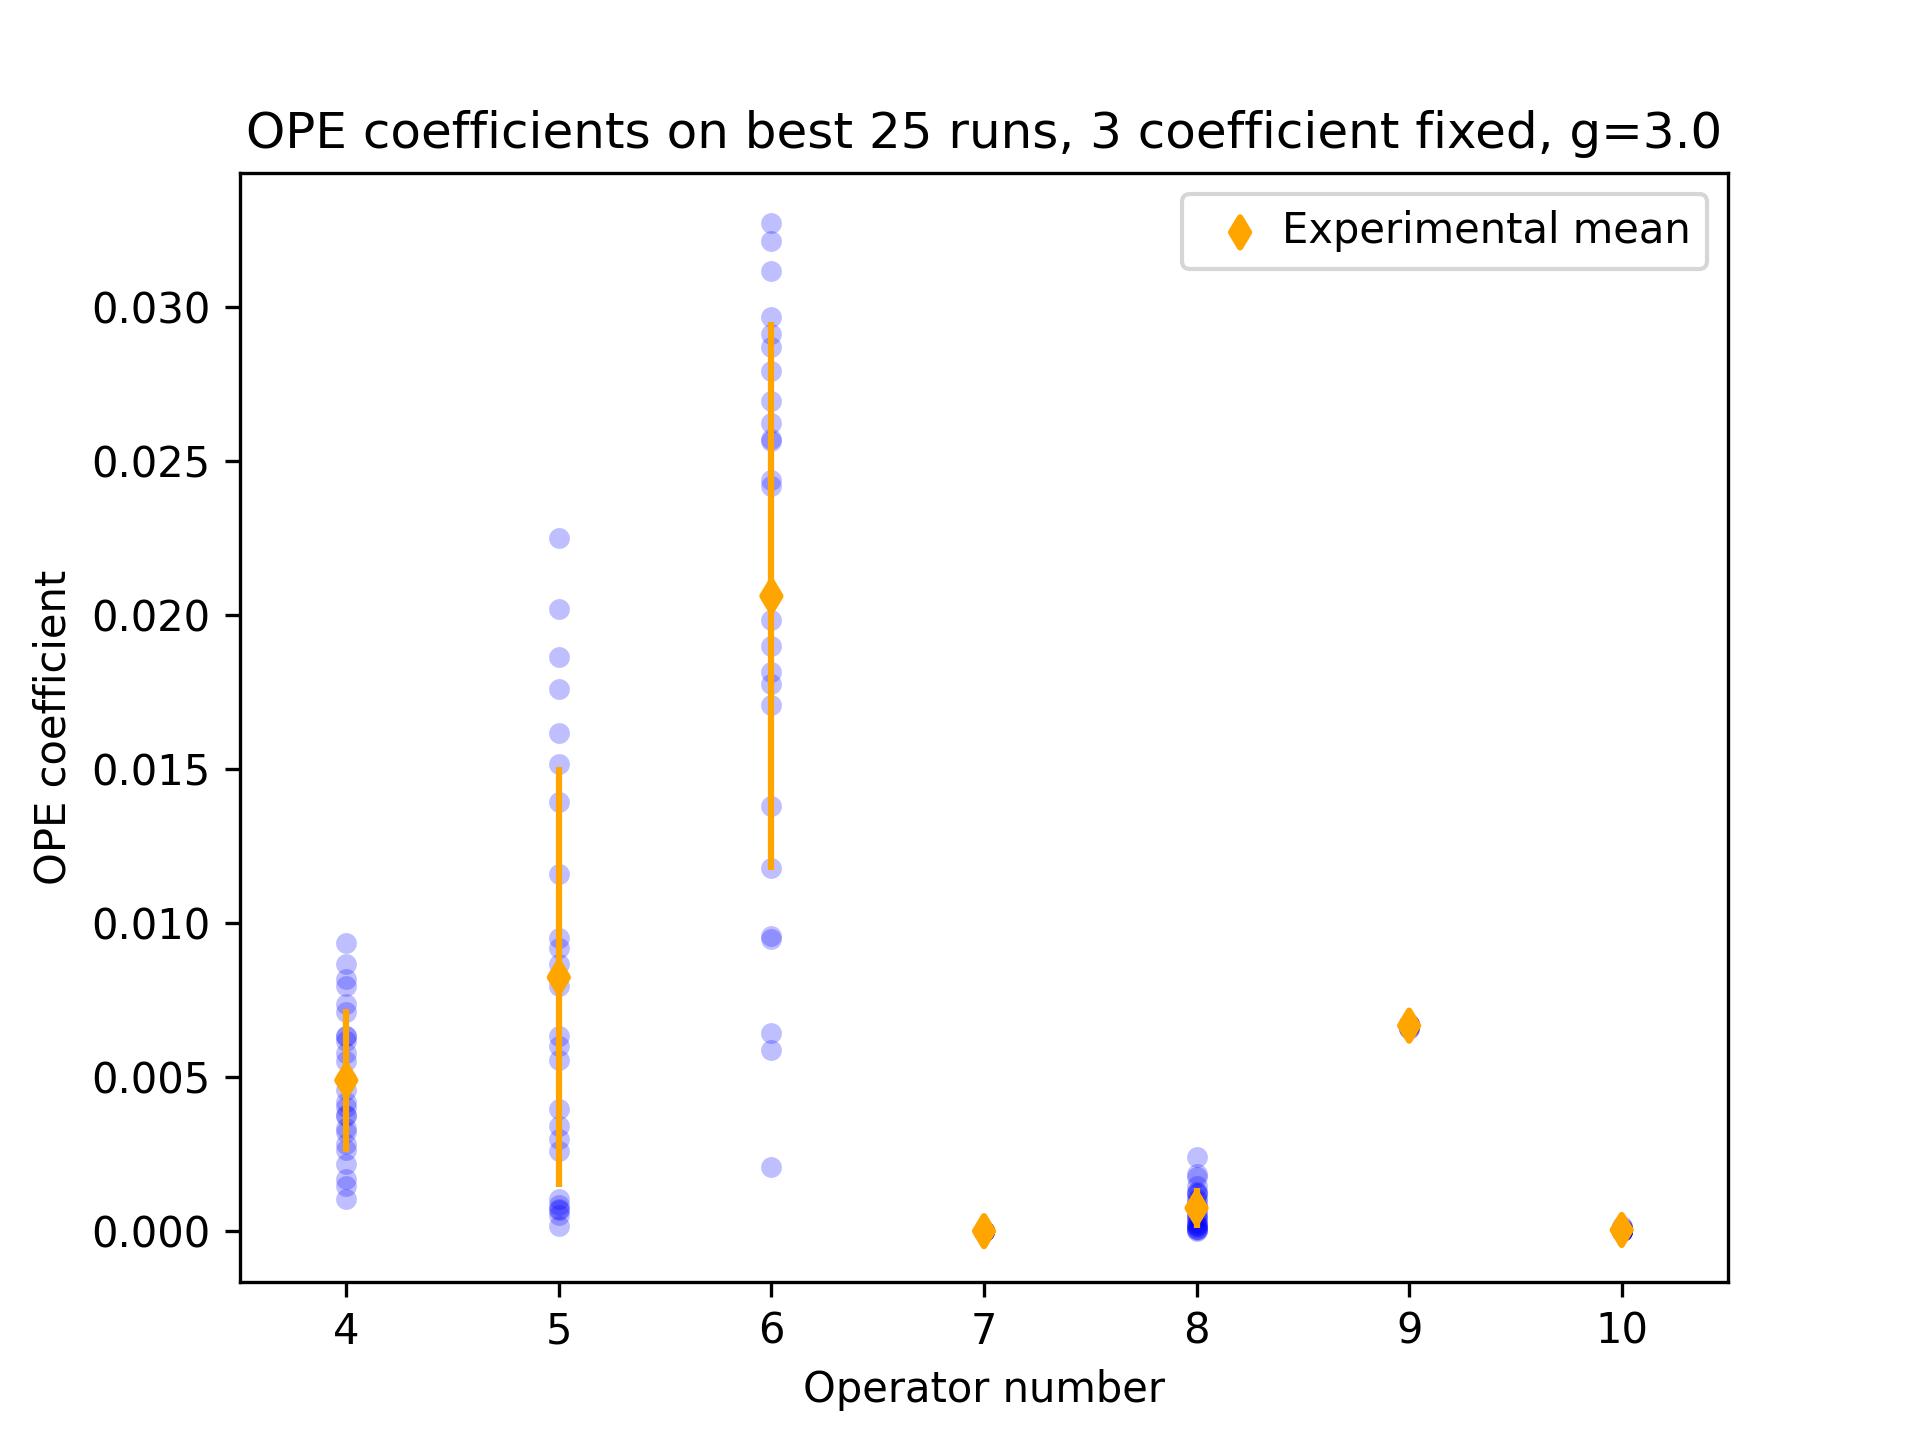 OPE coefficients on best 25 runs, 3 coefficient fixed, g=3.0
Experimental mean
0.030
0.025
0.020
0.015
0.010
0.005
0.000
OPE coefficient
4 5 6 7 8 9 10
Operator number